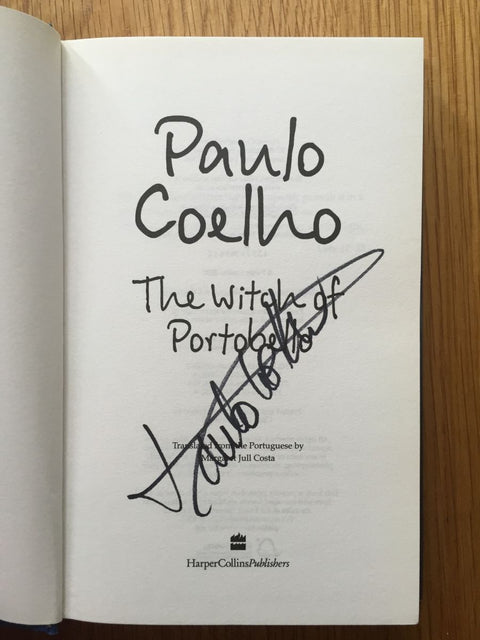 Paulo
Coelho
The Witch of
Portobello
Translated from the Portuguese by
Margaret Jull Costa
HarperCollinsPublishers